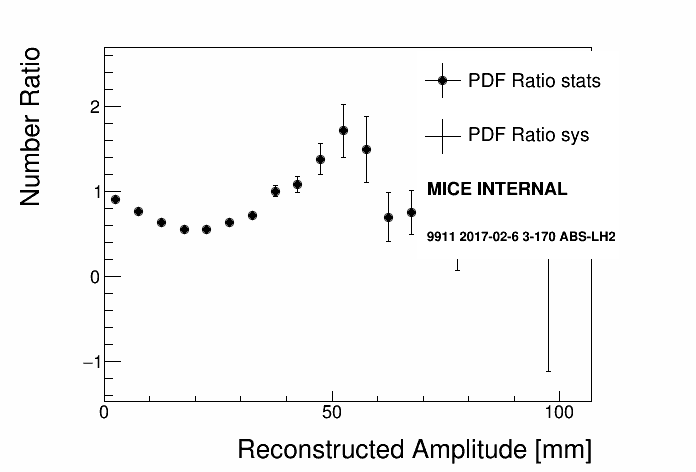 Number Ratio
2
1
0
−1
0
50
100
Reconstructed Amplitude [mm]
PDF Ratio stats
PDF Ratio sys
MICE INTERNAL
9911 2017-02-6 3-170 ABS-LH2